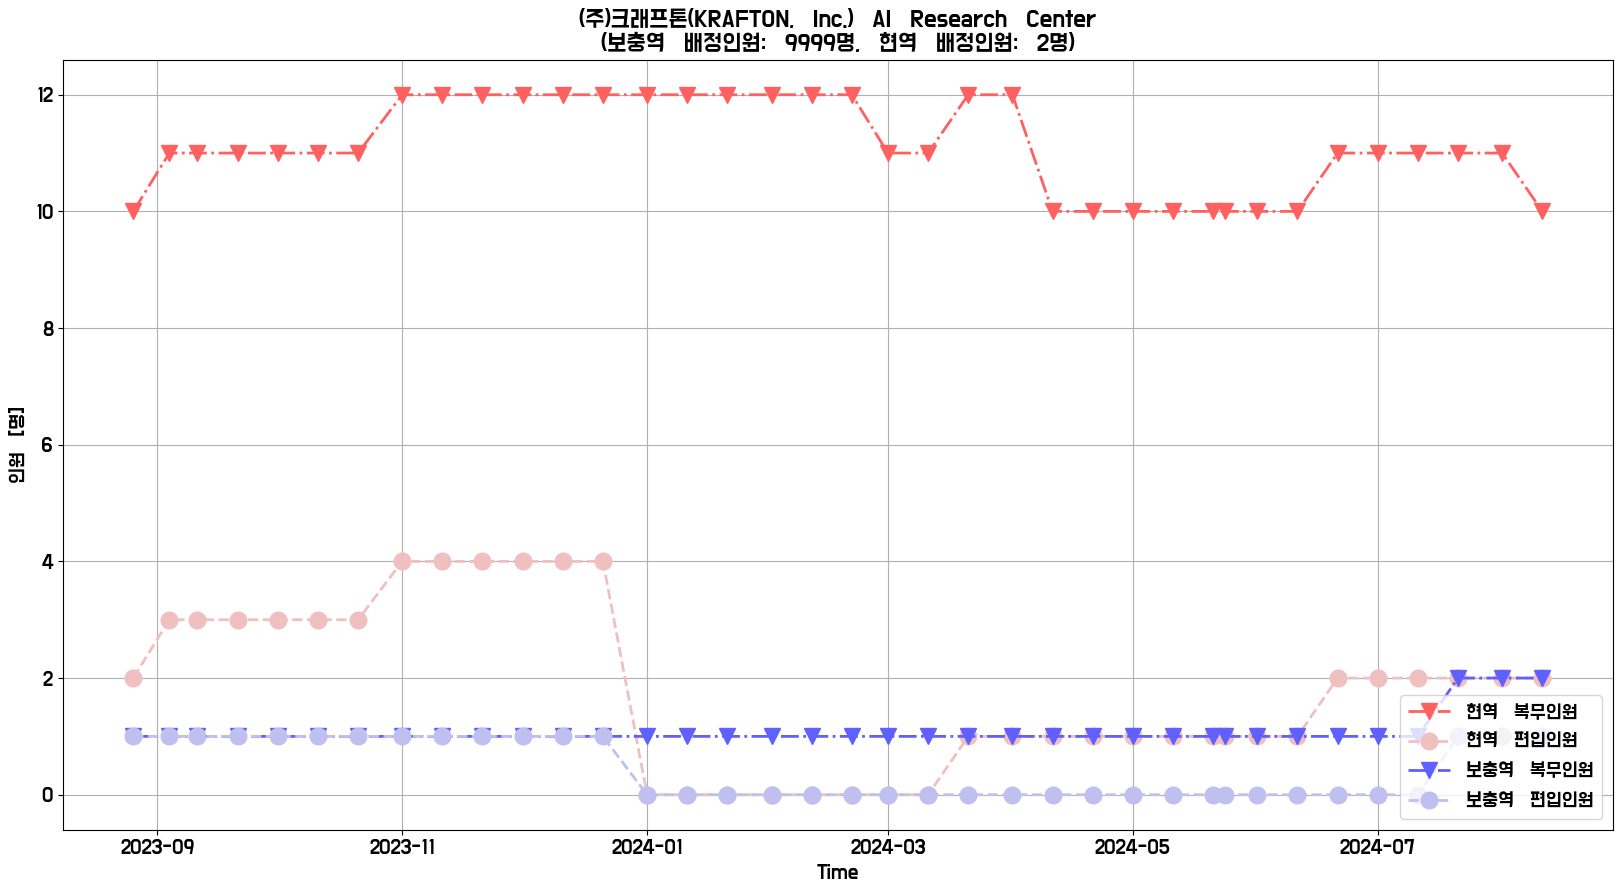 (주)크래프톤(KRAFTON, Inc.) AI Research Center
(보충역 배정인원: 9999명, 현역 배정인원: 2명)
12
10
8
6
4
2
0
인원 [명]
2023-09
2023-11
2024-01
2024-03
2024-05
2024-07
Time
현역 복무인원
현역 편입인원
보충역 복무인원
보충역 편입인원